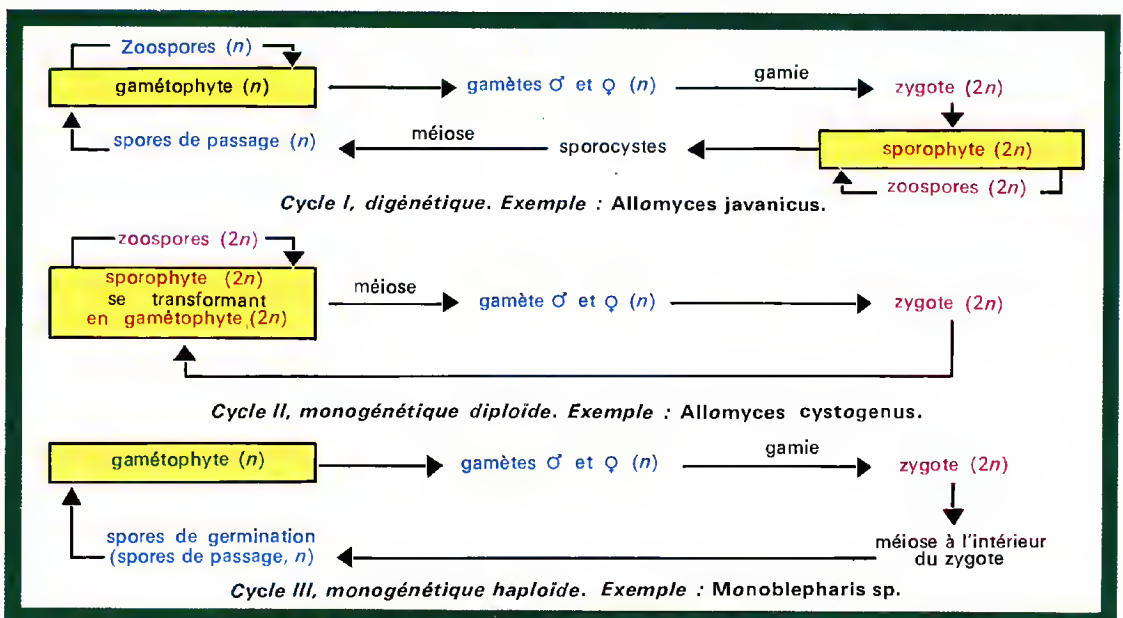 Zoospores (n)
gamétophyte (n)
gamètes ♂ et ♀ (n)
gamie
zygote (2n)
spores de passage (n)
méiose
sporocystes
sporophyte (2n)
zoospores (2n)
Cycle I, digénétique. Exemple : Allomyces javanicus.
zoospores (2n)
sporophyte (2n)
se transformant
en gamétophyte (2n)
méiose
gamète ♂ et ♀ (n)
zygote (2n)
Cycle II, monogénétique diploïde. Exemple : Allomyces cystogenus.
gamétophyte (n)
gamètes ♂ et ♀ (n)
gamie
zygote (2n)
spores de germination
(spores de passage, n)
méiose à l'intérieur
du zygote
Cycle III, monogénétique haploïde. Exemple : Monoblepharis sp.